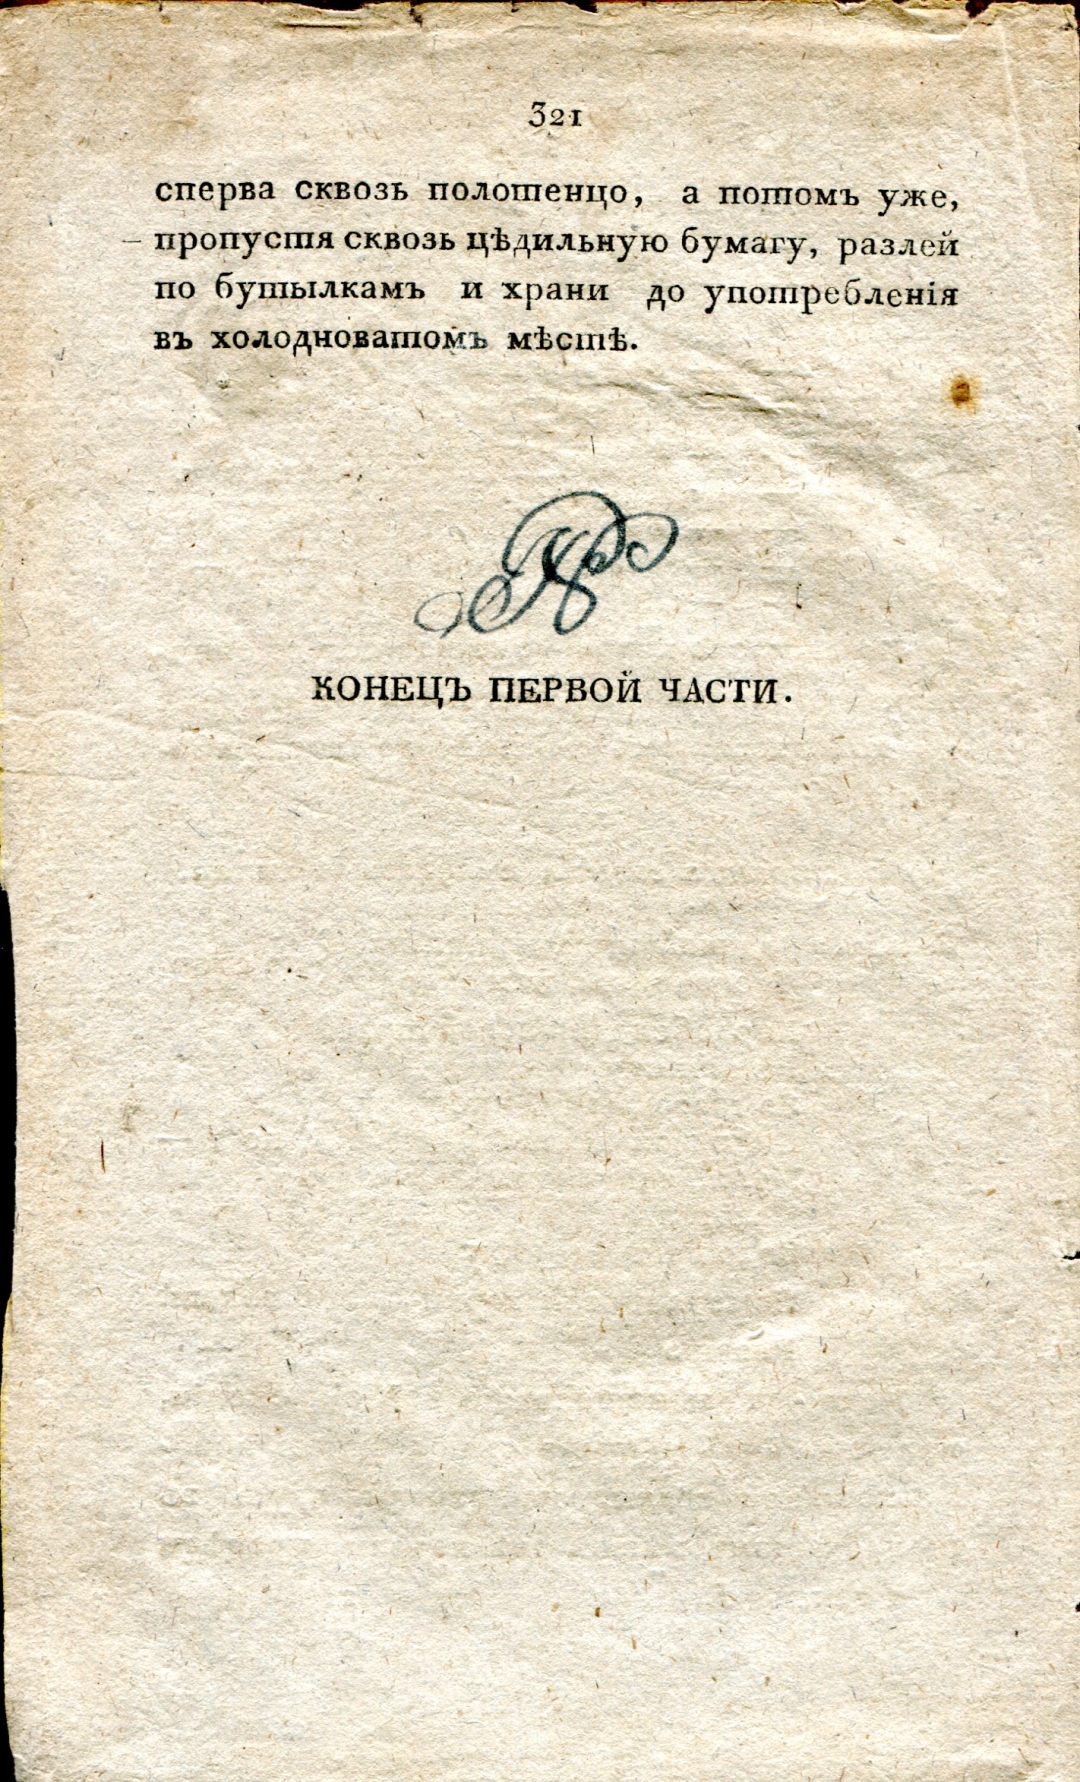 321
сперва сквозь полотенцо, а потомъ уже,
пропустя сквозь цѣдильную бумагу, разлей
по бутылкамъ и храни до употребленія
въ холодноватомъ мѣстѣ.
КОНЕЦЪ ПЕРВОЙ ЧАСТИ.